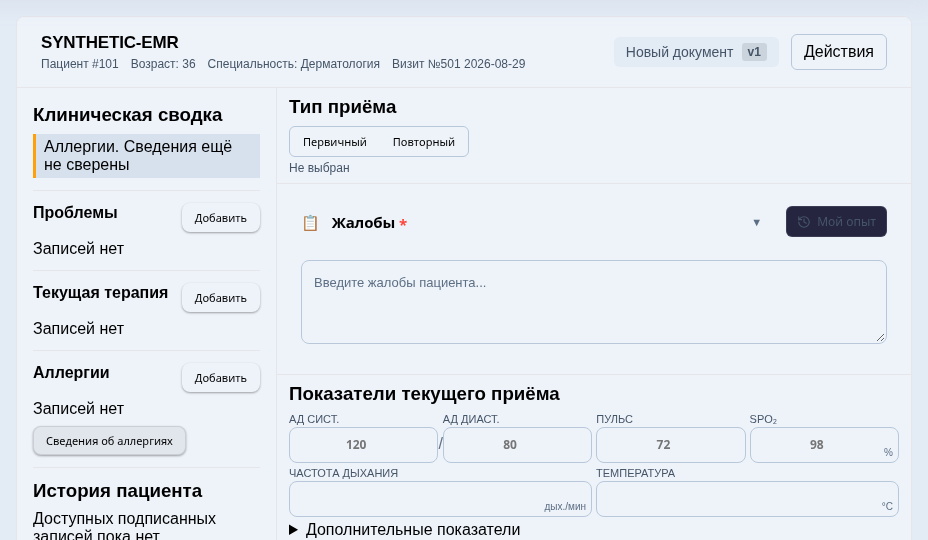 SYNTHETIC-EMR
Пациент #101 Возраст: 36 Специальность: Дерматология Визит №501 2026-08-29
Новый документ v1
Действия
Клиническая сводка
Аллергии. Сведения ещё
не сверены
Проблемы
Добавить
Записей нет
Текущая терапия
Добавить
Записей нет
Аллергии
Добавить
Записей нет
Сведения об аллергиях
История пациента
Доступных подписанных
записей пока нет
Тип приёма
Первичный Повторный
Не выбран
📋 Жалобы *
▼
Мой опыт
Введите жалобы пациента...
Показатели текущего приёма
АД СИСТ. АД ДИАСТ. ПУЛЬС SPO₂
120 / 80 72 98 %
ЧАСТОТА ДЫХАНИЯ ТЕМПЕРАТУРА
дых./мин °C
▶ Дополнительные показатели